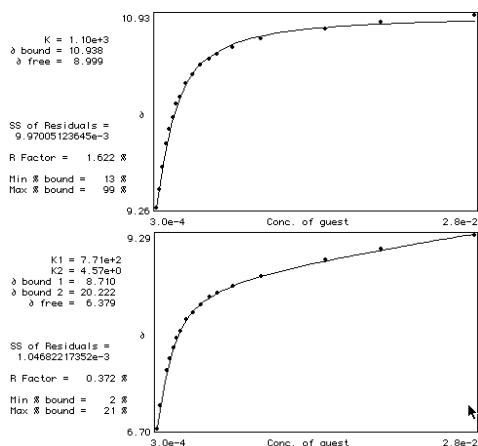 10.93
K = 1.10e+3
∂ bound = 10.938
∂ free = 8.999
∂
SS of Residuals =
9.97005123645e-3
R Factor = 1.622 %
Min % bound = 13 %
Max % bound = 99 %
9.26
3.0e-4 Conc. of guest 2.8e-2
9.29
K1 = 7.71e+2
K2 = 4.57e+0
∂ bound 1 = 8.710
∂ bound 2 = 20.222
∂ free = 6.379
∂
SS of Residuals =
1.04682217352e-3
R Factor = 0.372 %
Min % bound = 2 %
Max % bound = 21 %
6.70
3.0e-4 Conc. of guest 2.8e-2